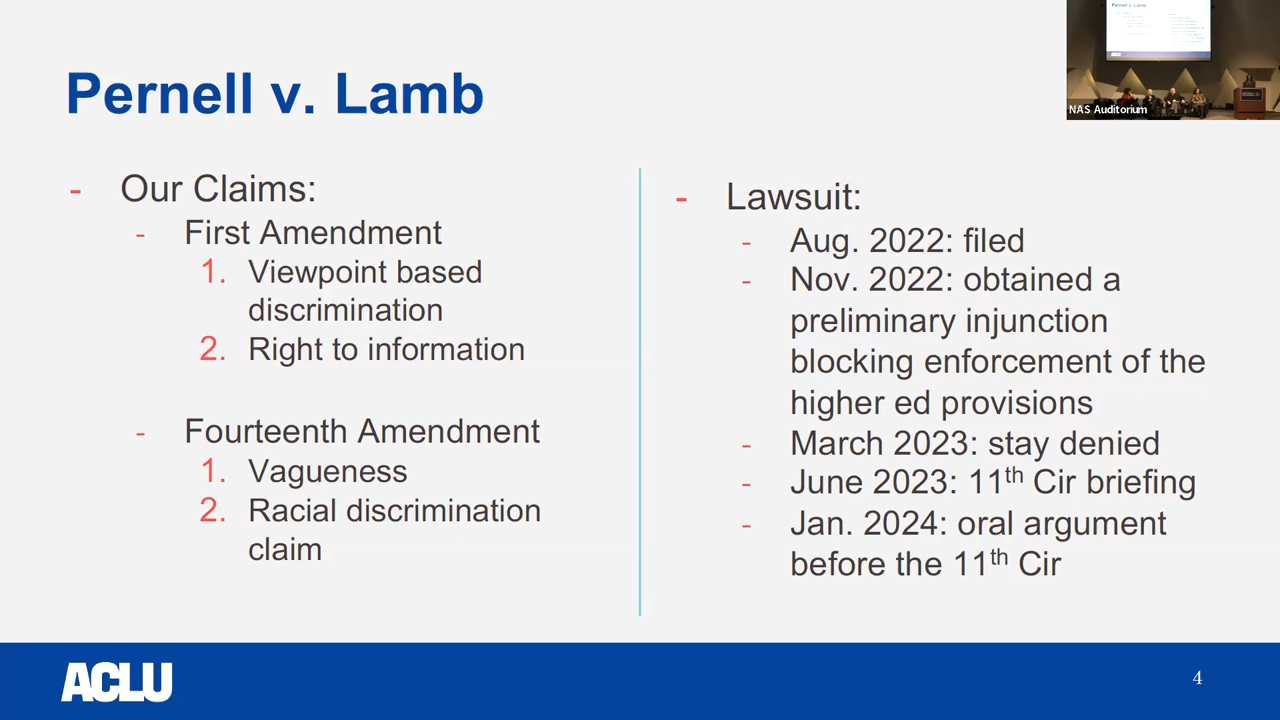 Pernell v. Lamb
- Our Claims:
- First Amendment
1. Viewpoint based
discrimination
2. Right to information
- Fourteenth Amendment
1. Vagueness
2. Racial discrimination
claim
- Lawsuit:
- Aug. 2022: filed
- Nov. 2022: obtained a
preliminary injunction
blocking enforcement of the
higher ed provisions
- March 2023: stay denied
- June 2023: 11th Cir briefing
- Jan. 2024: oral argument
before the 11th Cir
ACLU
4
Pernell v. Lamb
ACLU
NAS Auditorium